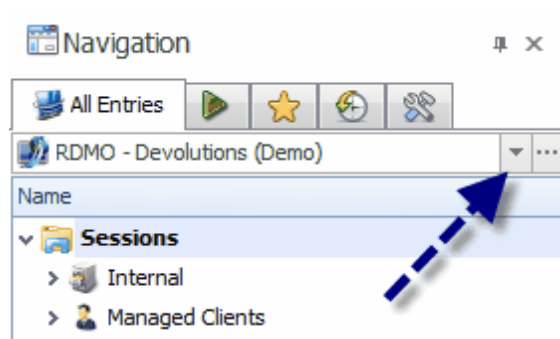 Navigation
All Entries
RDMO - Devolutions (Demo)
Name
Sessions
Internal
Managed Clients